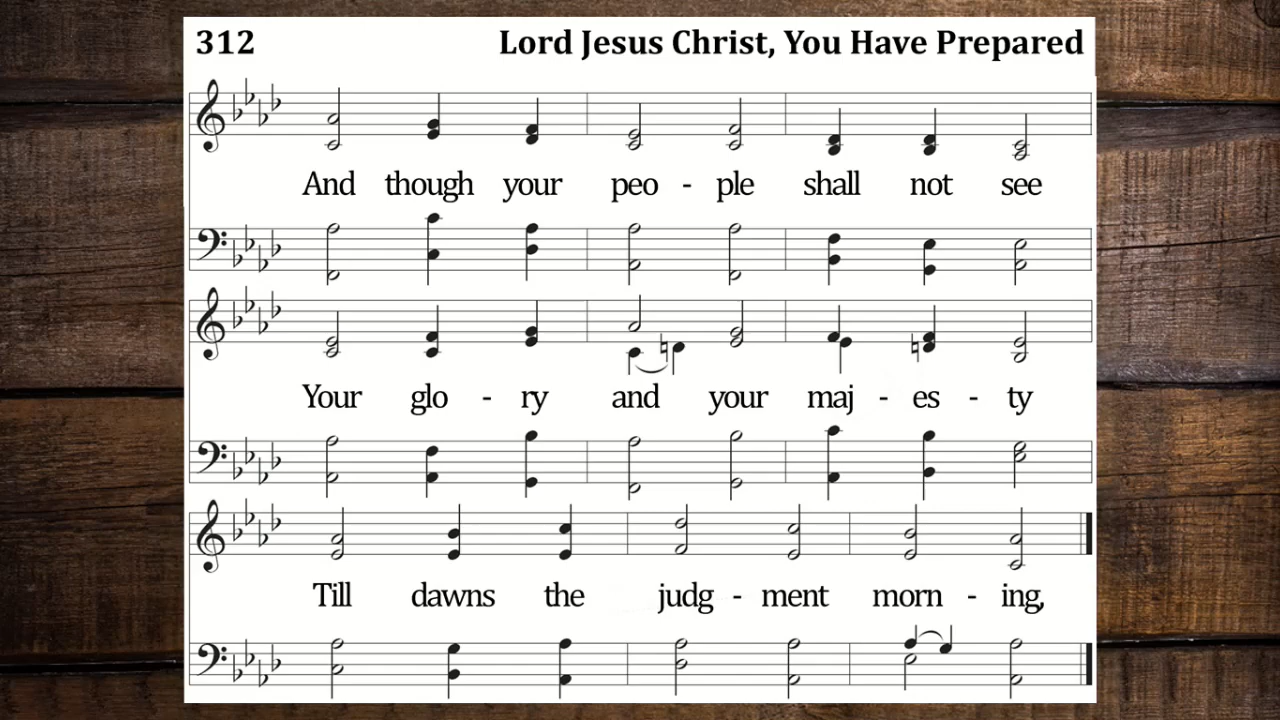 312 Lord Jesus Christ, You Have Prepared
And though your peo - ple shall not see
Your glo - ry and your maj - es - ty
Till dawns the judg - ment morn - ing,